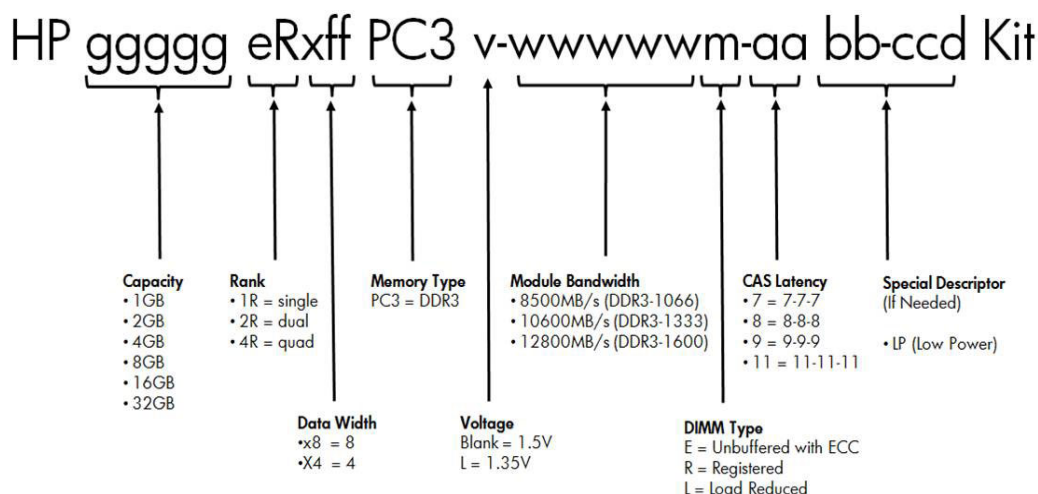 HP ggggg eRxff PC3 v-wwwwwm-aa bb-ccd Kit
Capacity
• 1GB
• 2GB
• 4GB
• 8GB
• 16GB
• 32GB
Rank
• 1R = single
• 2R = dual
• 4R = quad
Memory Type
PC3 = DDR3
Module Bandwidth
• 8500MB/s (DDR3-1066)
• 10600MB/s (DDR3-1333)
• 12800MB/s (DDR3-1600)
CAS Latency
• 7 = 7-7-7
• 8 = 8-8-8
• 9 = 9-9-9
• 11 = 11-11-11
Special Descriptor
(If Needed)
• LP (Low Power)
Data Width
•x8 = 8
•X4 = 4
Voltage
Blank = 1.5V
L = 1.35V
DIMM Type
E = Unbuffered with ECC
R = Registered
L = Load Reduced